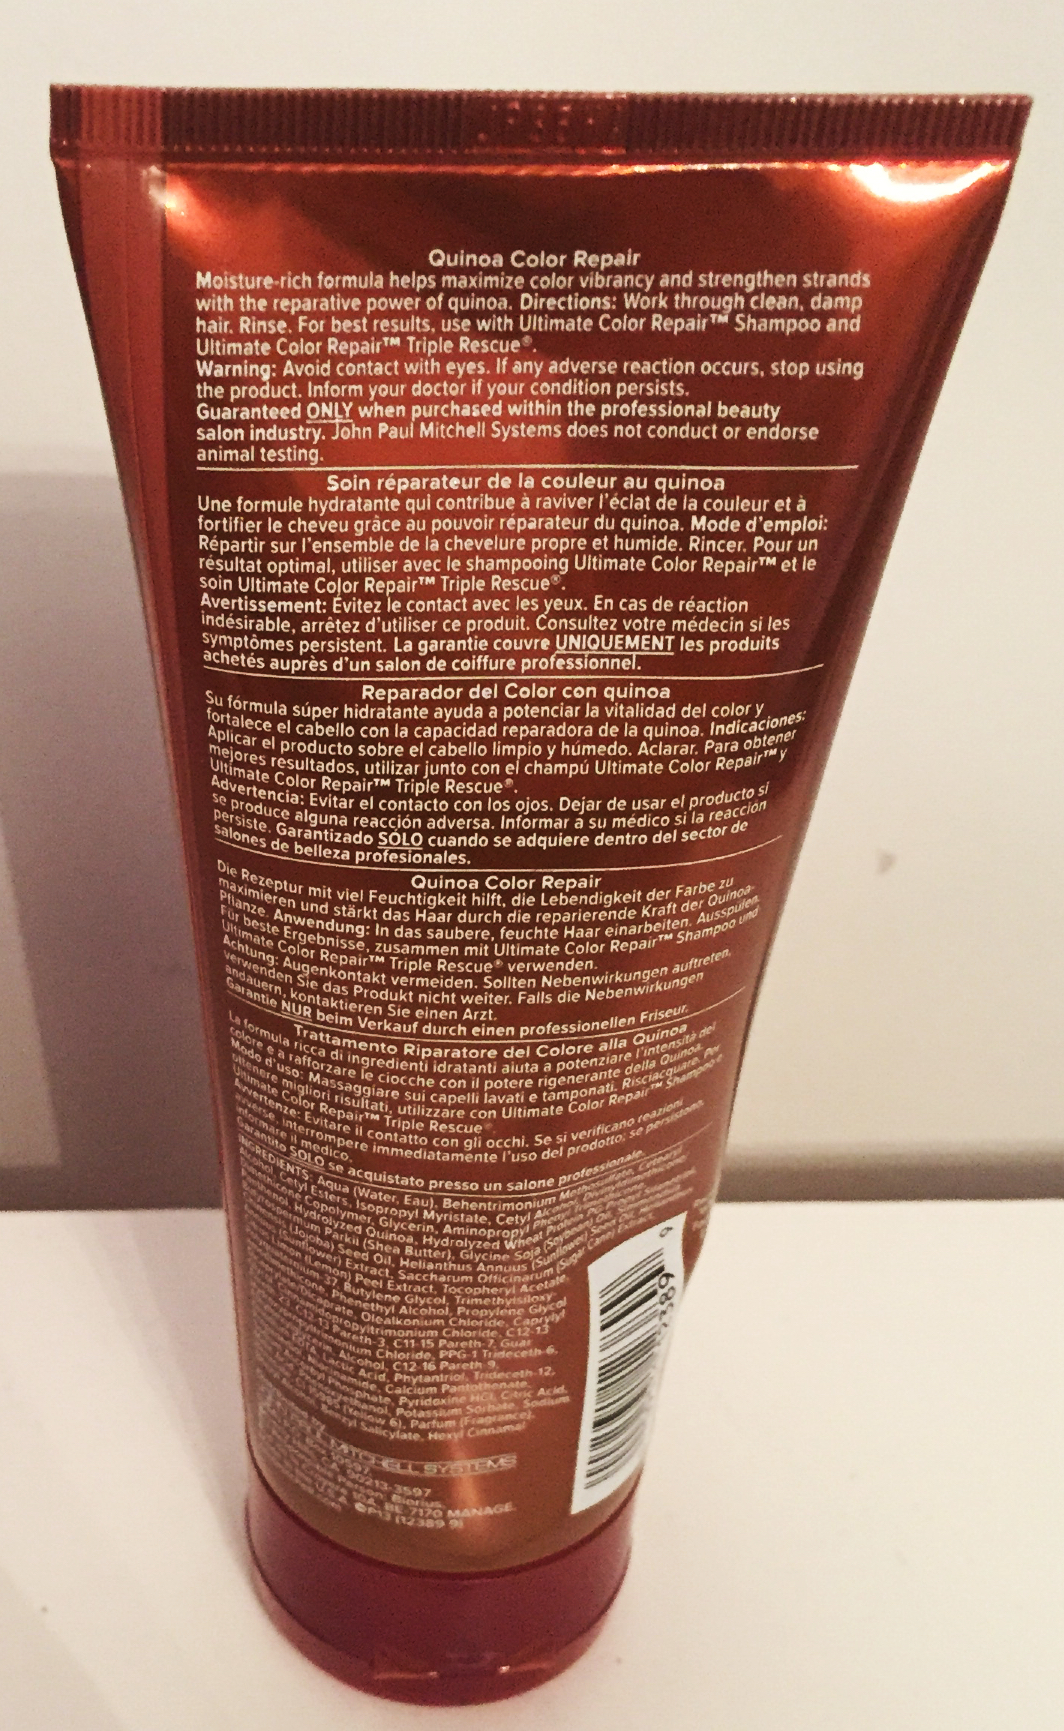 Quinoa Color Repair
Moisture-rich formula helps maximize color vibrancy and strengthen strands
with the reparative power of quinoa. Directions: Work through clean, damp
hair. Rinse. For best results, use with Ultimate Color Repair™ Shampoo and
Ultimate Color Repair™ Triple Rescue®.
Warning: Avoid contact with eyes. If any adverse reaction occurs, stop using
the product. Inform your doctor if your condition persists.
Guaranteed ONLY when purchased within the professional beauty
salon industry. John Paul Mitchell Systems does not conduct or endorse
animal testing.
Soin réparateur de la couleur au quinoa
Une formule hydratante qui contribue à raviver l'éclat de la couleur et à
fortifier le cheveu grâce au pouvoir réparateur du quinoa. Mode d'emploi:
Répartir sur l'ensemble de la chevelure propre et humide. Rincer. Pour un
résultat optimal, utiliser avec le shampooing Ultimate Color Repair™ et le
soin Ultimate Color Repair™ Triple Rescue®.
Avertissement: Évitez le contact avec les yeux. En cas de réaction
indésirable, arrêtez d'utiliser ce produit. Consultez votre médecin si les
symptômes persistent. La garantie couvre UNIQUEMENT les produits
achetés auprès d'un salon de coiffure professionnel.
Reparador del Color con quinoa
Su fórmula súper hidratante ayuda a potenciar la vitalidad del color y
fortalece el cabello con la capacidad reparadora de la quinoa. Indicaciones:
Aplicar el producto sobre el cabello limpio y húmedo. Aclarar. Para obtener
mejores resultados, utilizar junto con el champú Ultimate Color Repair™ y
Ultimate Color Repair™ Triple Rescue®.
Advertencia: Evitar el contacto con los ojos. Dejar de usar el producto si
se produce alguna reacción adversa. Informar a su médico si la reacción
persiste. Garantizado SÓLO cuando se adquiere dentro del sector de
salones de belleza profesionales.
Quinoa Color Repair
Die Rezeptur mit viel Feuchtigkeit hilft, die Lebendigkeit der Farbe zu
maximieren und stärkt das Haar durch die reparierende Kraft der Quinoa-
Pflanze. Anwendung: In das saubere, feuchte Haar einarbeiten. Ausspülen.
Für beste Ergebnisse, zusammen mit Ultimate Color Repair™ Shampoo und
Ultimate Color Repair™ Triple Rescue® verwenden.
Achtung: Augenkontakt vermeiden. Sollten Nebenwirkungen auftreten,
verwenden Sie das Produkt nicht weiter. Falls die Nebenwirkungen
andauern, kontaktieren Sie einen Arzt.
Garantie NUR beim Verkauf durch einen professionellen Friseur.
Trattamento Riparatore del Colore alla Quinoa
La formula ricca di ingredienti idratanti aiuta a potenziare l'intensità del
colore e a rafforzare le ciocche con il potere rigenerante della Quinoa.
Modo d'uso: Massaggiare sui capelli lavati e tamponati. Risciacquare. Per
ottenere migliori risultati, utilizzare con Ultimate Color Repair™ Shampoo e
Ultimate Color Repair™ Triple Rescue®.
Avvertenze: Evitare il contatto con gli occhi. Se si verificano reazioni
avverse, interrompere immediatamente l'uso del prodotto; se persistono,
informare il medico.
Garantito SOLO se acquistato presso un salone professionale.
INGREDIENTS: Aqua (Water, Eau), Behentrimonium Methosulfate, Cetearyl
Alcohol, Cetyl Esters, Isopropyl Myristate, Cetyl Alcohol,
Dimethicone Copolymer, Glycerin, Aminopropyl Phenyl Trimethicone,
Hydrolyzed Quinoa, Hydrolyzed Wheat Protein
Butyrospermum Parkii (Shea Butter), Glycine Soja (Soybean) Oil,
(Jojoba) Seed Oil, Helianthus Annuus (Sunflower) Seed Oil,
(Sunflower) Extract, Saccharum Officinarum (Sugar Cane) Extract,
Limon (Lemon) Peel Extract, Tocopheryl Acetate,
37, Butylene Glycol, Trimethylsiloxy-
Phenethyl Alcohol, Propylene Glycol
Olealkonium Chloride, Caprylyl
Chloride, C12-13
Pareth-3, C11-15 Pareth-7, Guar
Chloride, PPG-1 Trideceth-6,
Alcohol, C12-16 Pareth-9,
Lactic Acid, Phytantriol, Trideceth-12,
Calcium Pantothenate,
Phosphate, Pyridoxine HCl, Citric Acid,
Potassium Sorbate, Sodium
(Yellow 6), Parfum (Fragrance),
Salicylate, Hexyl Cinnamal
MITCHELL SYSTEMS
90213-3597
BE-7170 MANAGE.
U.S.A. (12389 9)